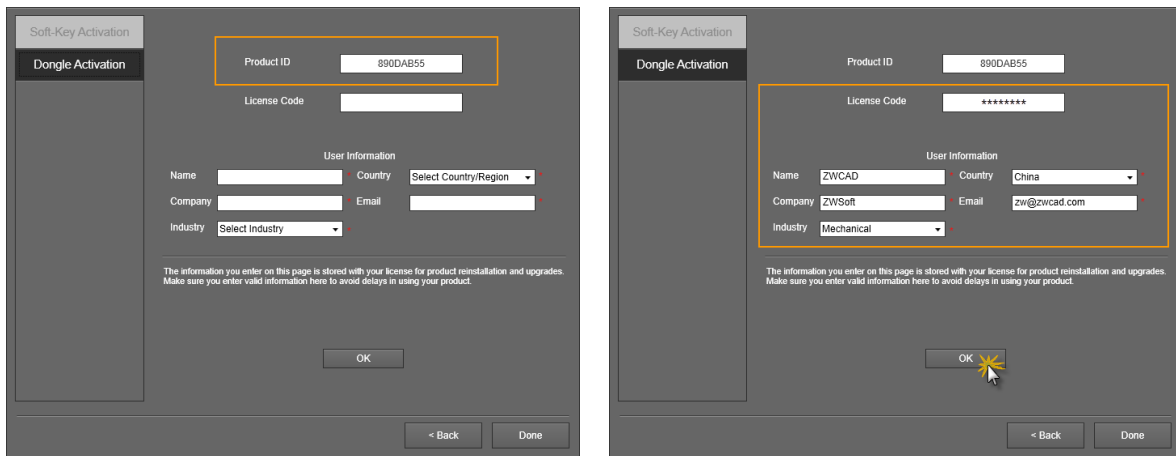 Soft-Key Activation
Dongle Activation
Product ID 890DAB55
License Code
User Information
Name * Country Select Country/Region *
Company * Email *
Industry Select Industry *
The information you enter on this page is stored with your license for product reinstallation and upgrades.
Make sure you enter valid information here to avoid delays in using your product.
OK
< Back Done
Soft-Key Activation
Dongle Activation
Product ID 890DAB55
License Code ********
User Information
Name ZWCAD * Country China *
Company ZWSoft * Email zw@zwcad.com *
Industry Mechanical *
The information you enter on this page is stored with your license for product reinstallation and upgrades.
Make sure you enter valid information here to avoid delays in using your product.
OK
< Back Done